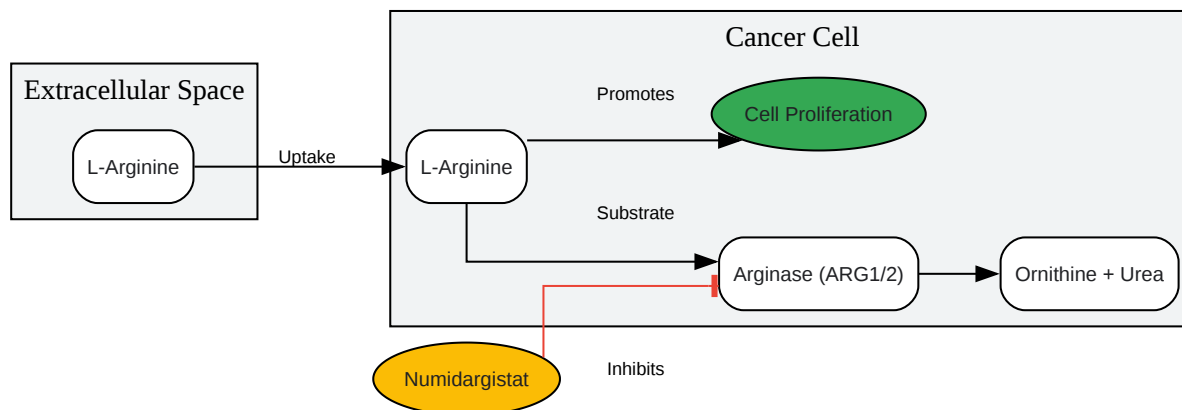 Cancer Cell
Extracellular Space
Promotes
Cell Proliferation
L-Arginine
Uptake
L-Arginine
Substrate
Arginase (ARG1/2)
Ornithine + Urea
Numidargistat
Inhibits